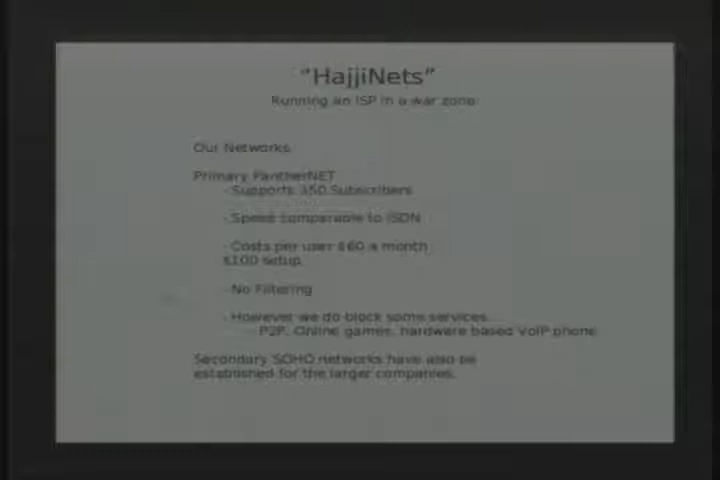 "HajjiNets"
Running an ISP in a war zone
Our Networks
Primary PantherNET
- Supports 350 Subscribers
- Speed comparable to ISDN
- Costs per user $60 a month
$100 setup
- No Filtering
- However we do block some services...
- P2P, Online games, hardware based VoIP phone
Secondary SOHO networks have also be
established for the larger companies.